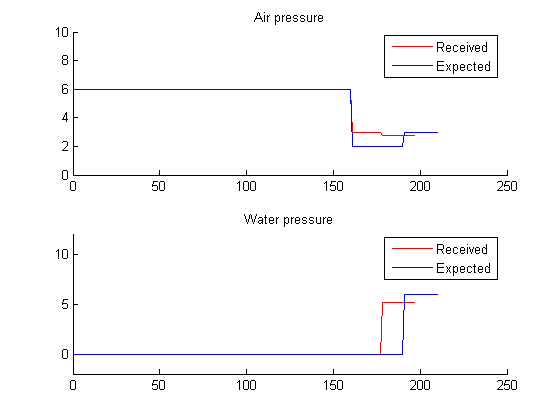 Air pressure
10
8
6
4
2
0
0 50 100 150 200 250
Received
Expected
Water pressure
10
5
0
0 50 100 150 200 250
Received
Expected